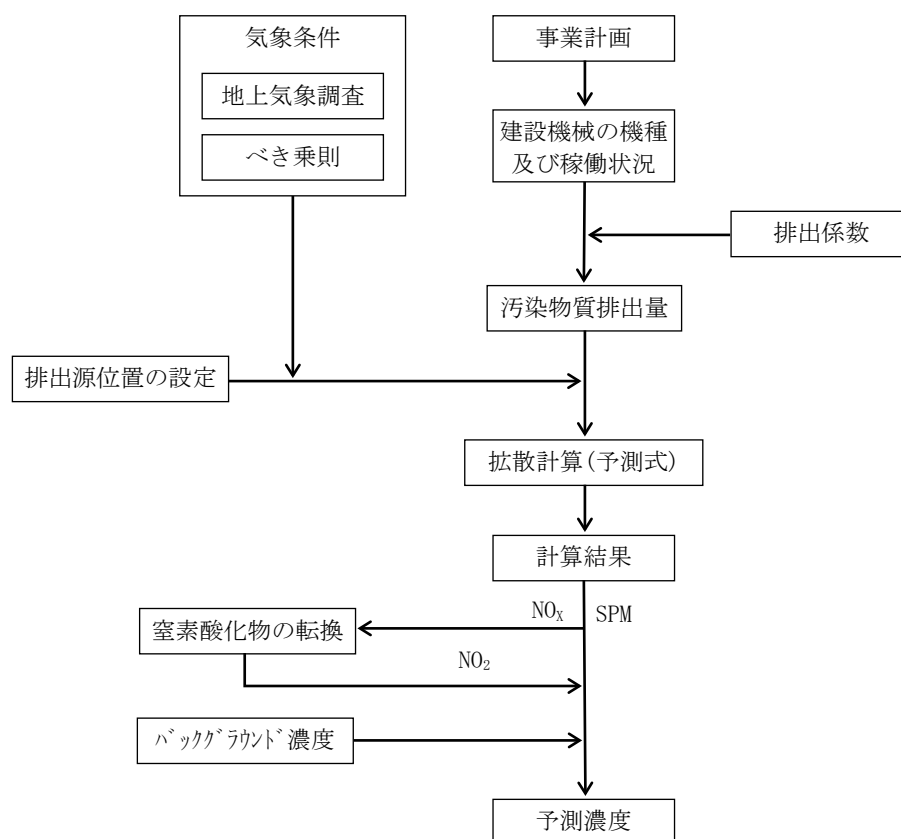 気象条件
地上気象調査
べき乗則
事業計画
建設機械の機種
及び稼働状況
排出係数
汚染物質排出量
排出源位置の設定
拡散計算(予測式)
計算結果
NOX
SPM
窒素酸化物の転換
NO2
ﾊﾞｯｸｸﾞﾗｳﾝﾄﾞ濃度
予測濃度